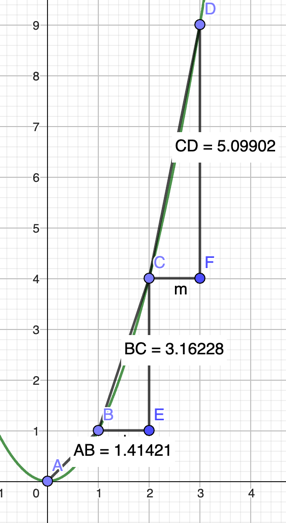 D
9
8
7
CD = 5.09902
6
5
C
F
4
m
3
BC = 3.16228
2
B
E
1
A
AB = 1.41421
1
0
1
2
3
4